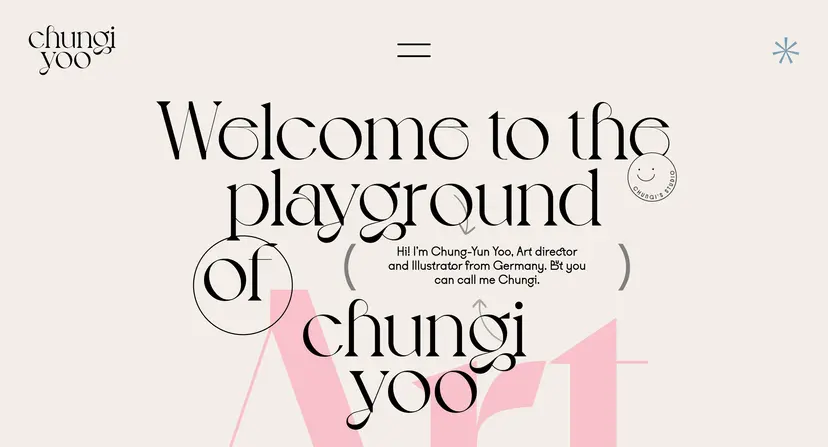 chungi
yoo
Welcome to the
playground
CHUNGI'S STUDIO
of
Hi! I'm Chung-Yun Yoo, Art director
and Illustrator from Germany. But you
can call me Chungi.
chungi
yoo
Art